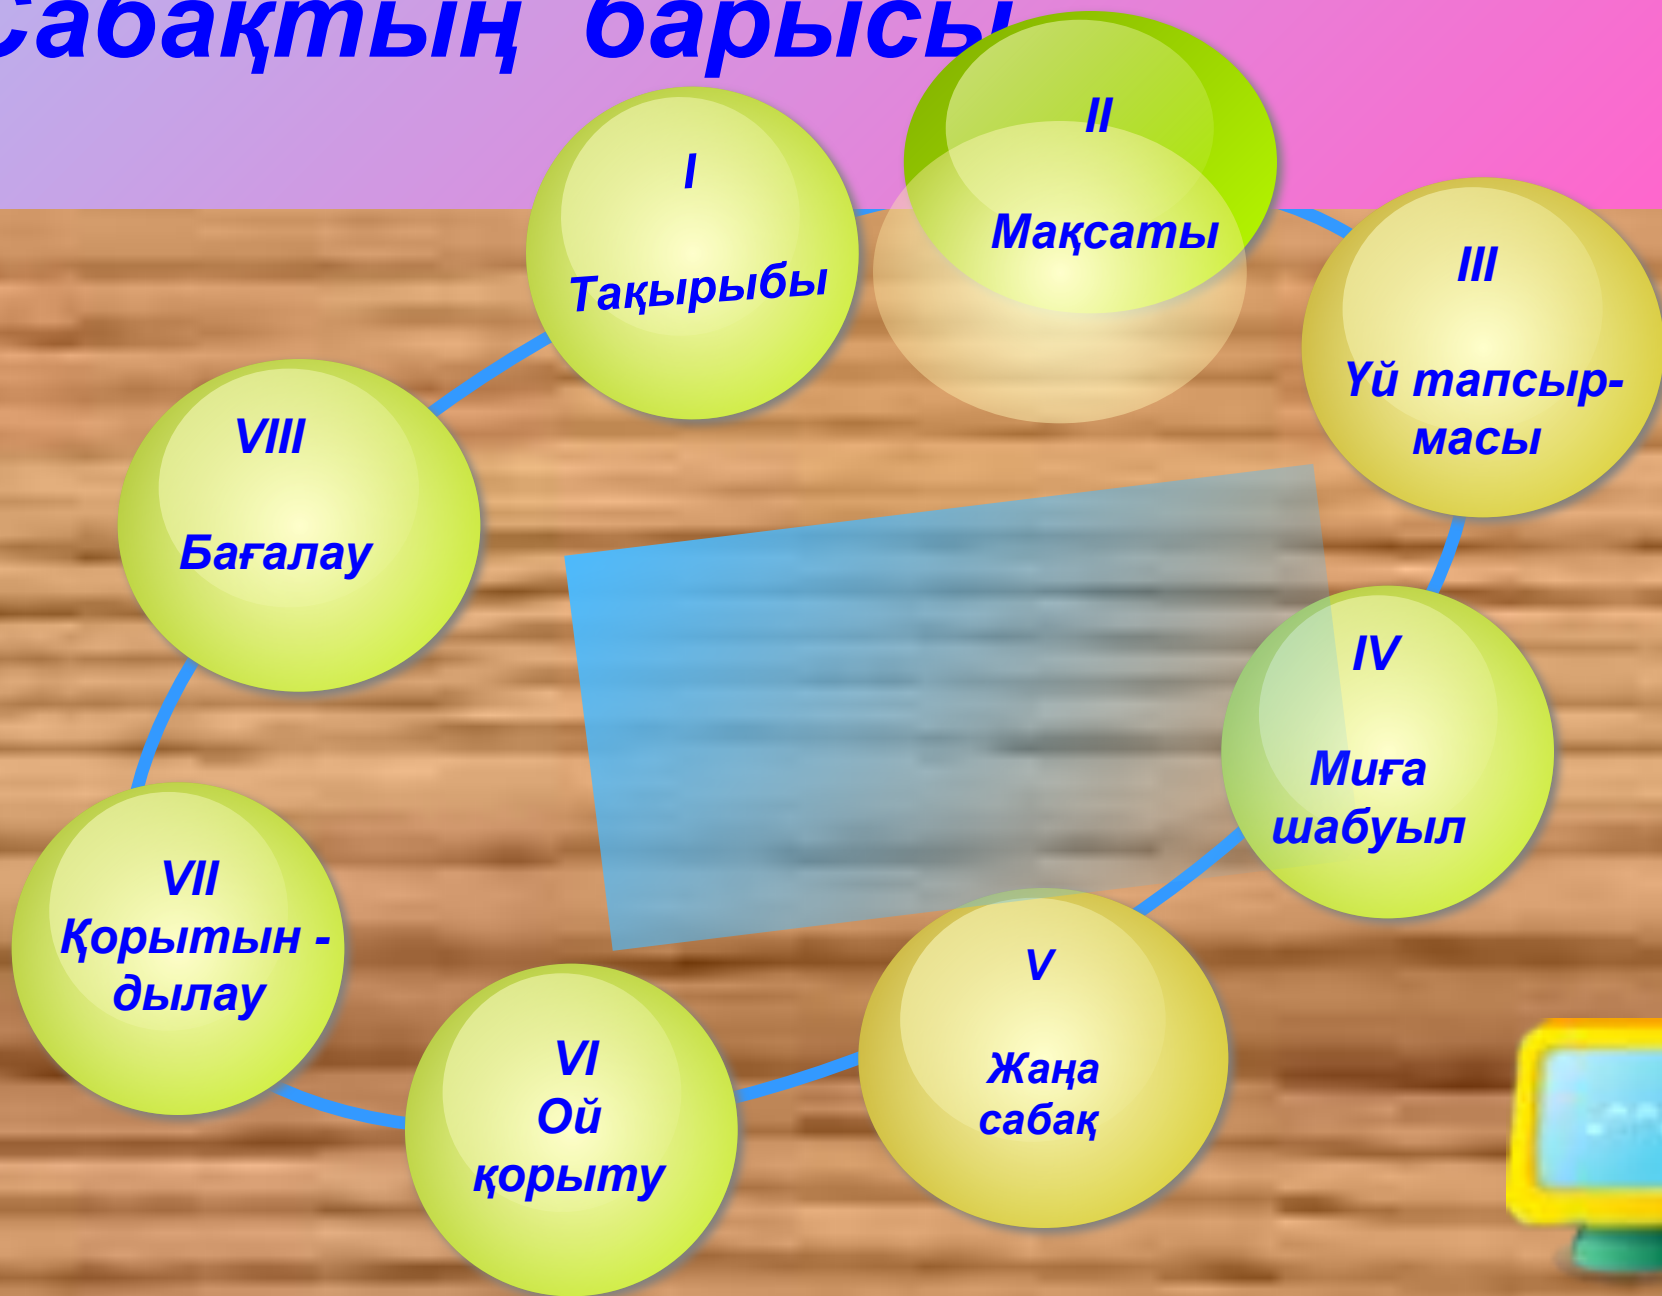 Сабақтың барысы
I
Тақырыбы
II
Мақсаты
III
Үй тапсыр-
масы
IV
Миға
шабуыл
V
Жаңа
сабақ
VI
Ой
қорыту
VII
Қорытын -
дылау
VIII
Бағалау